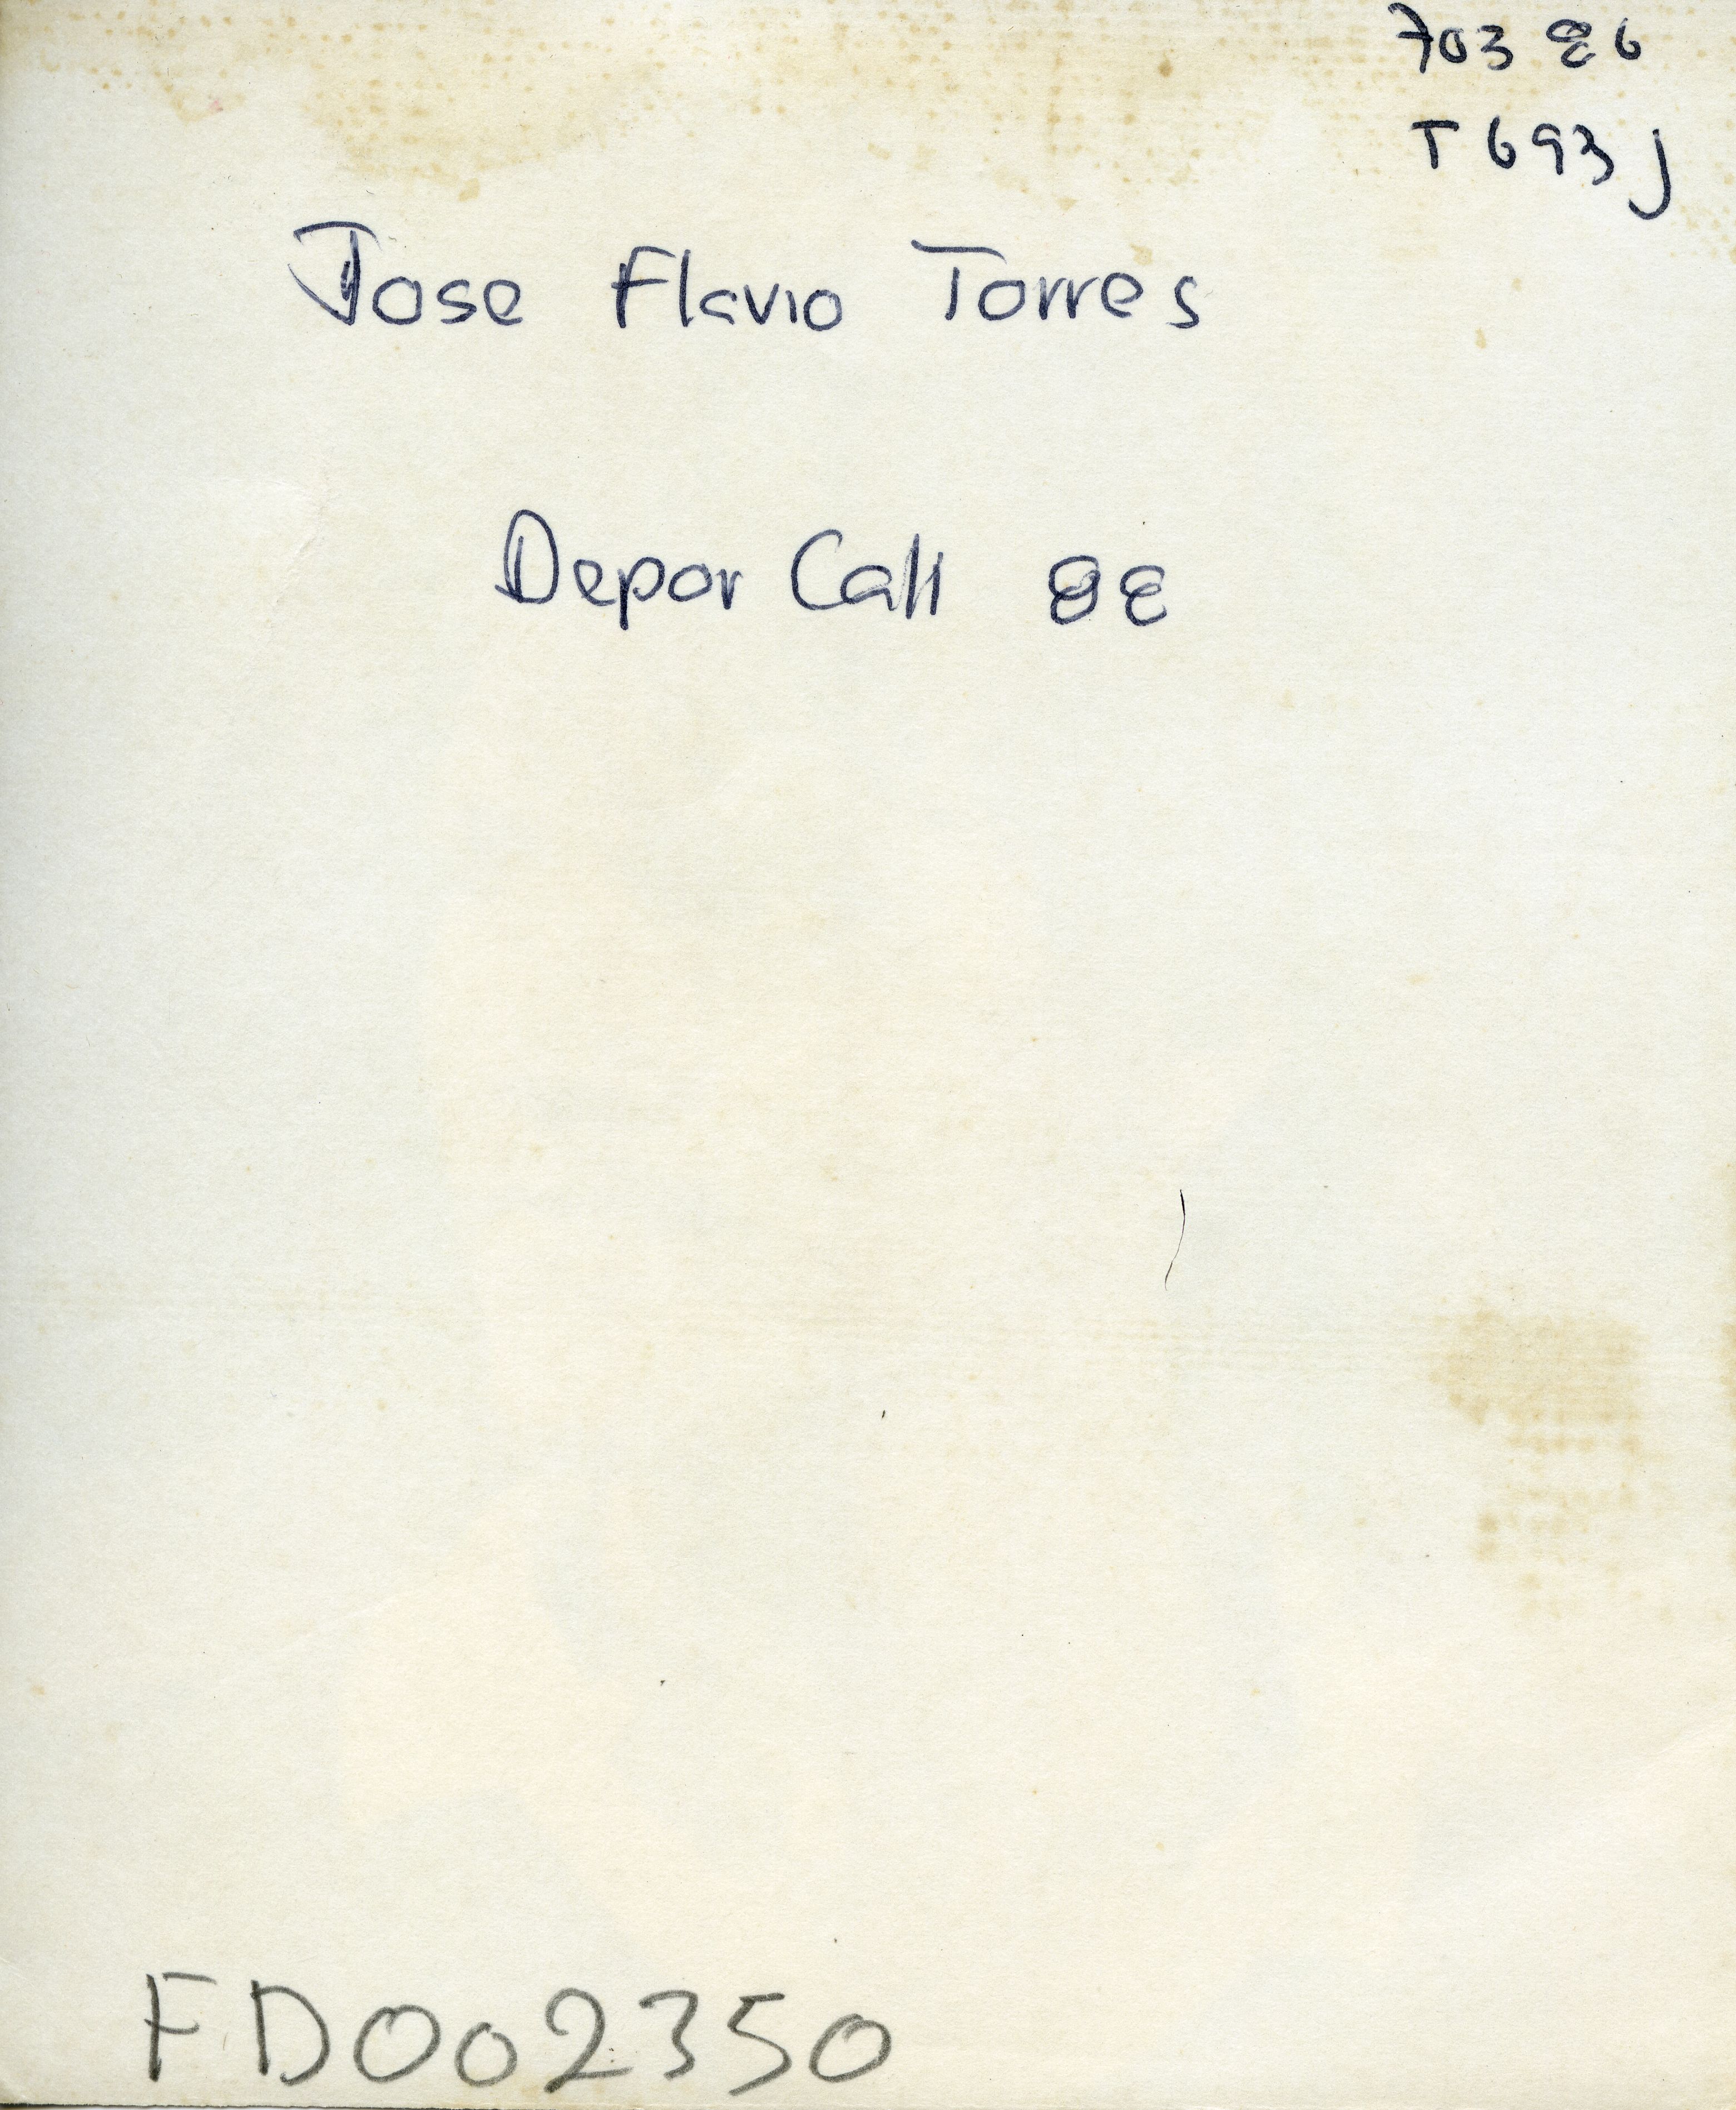 703 86
T693j
Jose Flavio Torres
Depor Cali 88
FD002350